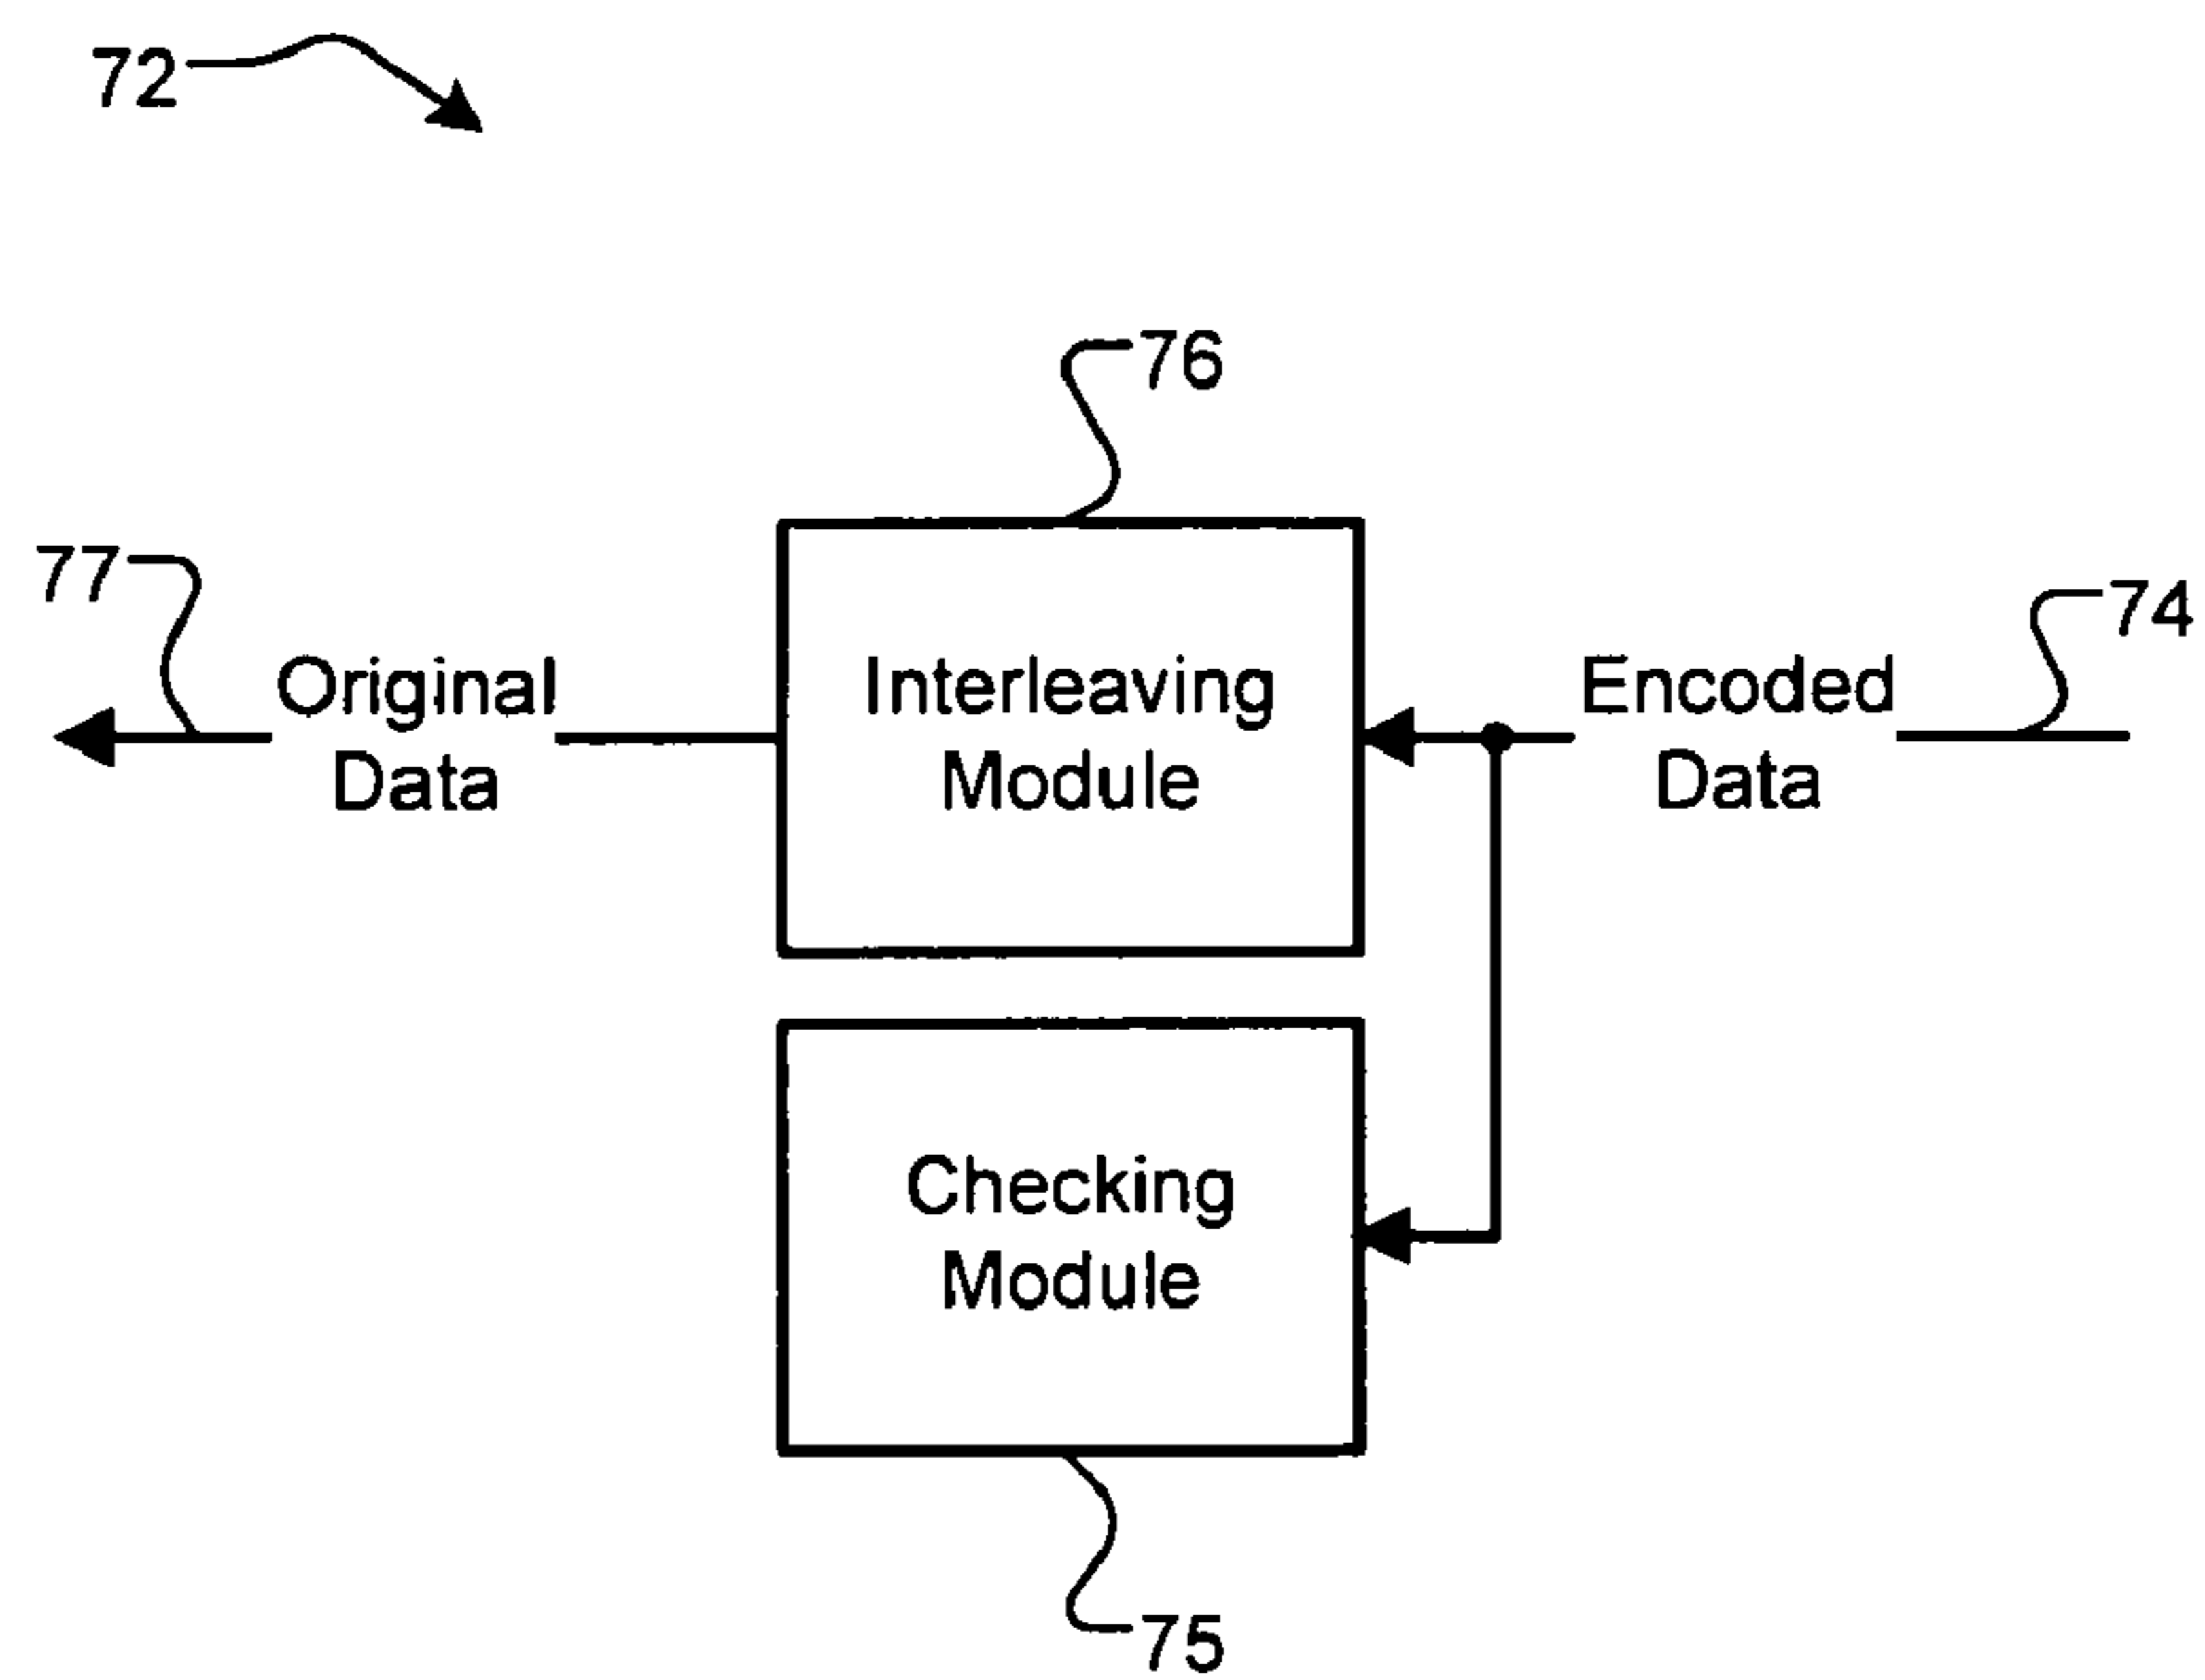 72
76
77
74
Original
Data
Interleaving
Module
Encoded
Data
Checking
Module
75